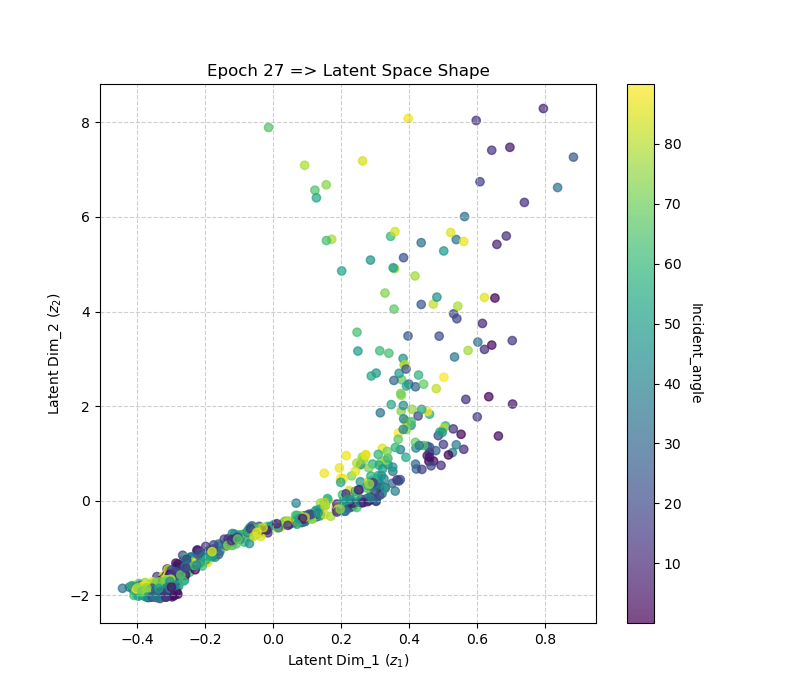 Epoch 27 => Latent Space Shape
8
6
4
2
0
−2
Latent Dim_2 (z₂)
−0.4 −0.2 0.0 0.2 0.4 0.6 0.8
Latent Dim_1 (z₁)
80
70
60
50
40
30
20
10
Incident_angle